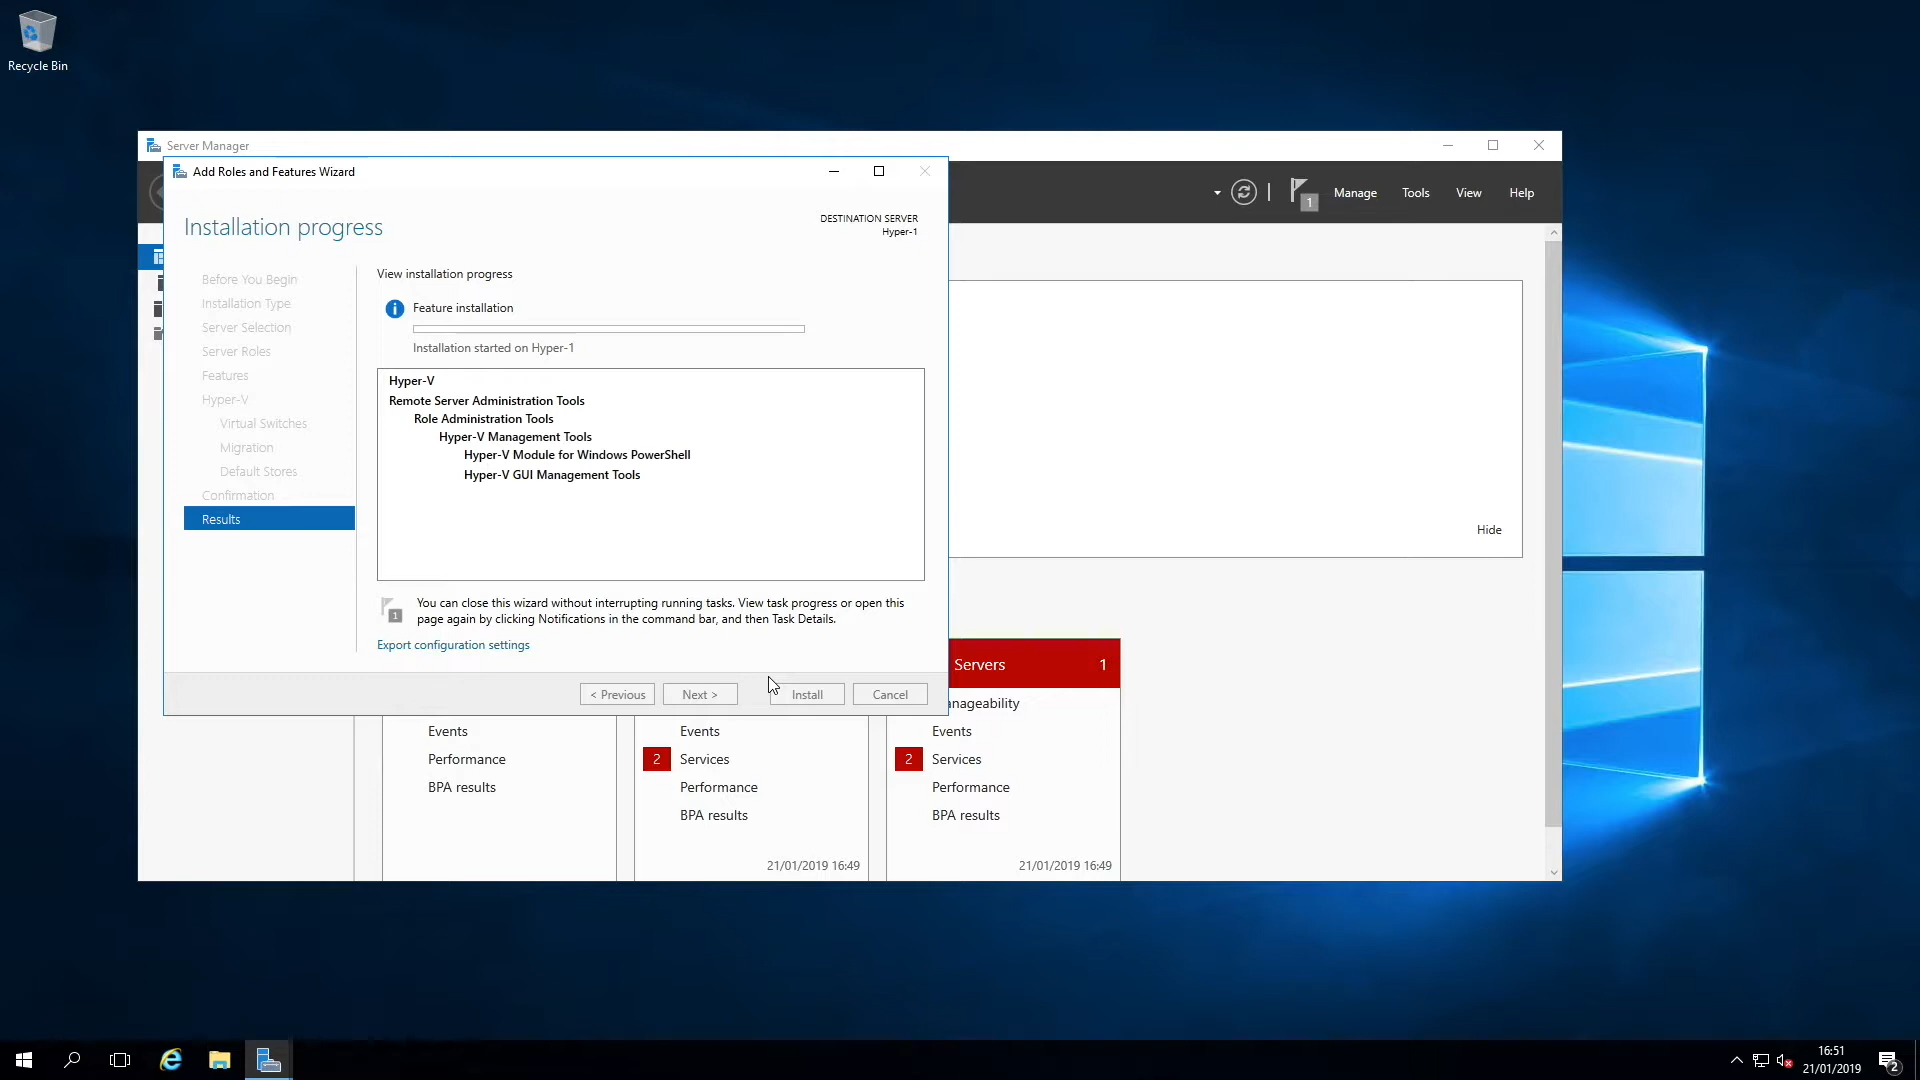 Recycle Bin
Server Manager
Add Roles and Features Wizard
1
Manage
Tools
View
Help
Installation progress
DESTINATION SERVER
Hyper-1
Before You Begin
Installation Type
Server Selection
Server Roles
Features
Hyper-V
Virtual Switches
Migration
Default Stores
Confirmation
Results
View installation progress
Feature installation
Installation started on Hyper-1
Hyper-V
Remote Server Administration Tools
Role Administration Tools
Hyper-V Management Tools
Hyper-V Module for Windows PowerShell
Hyper-V GUI Management Tools
1
You can close this wizard without interrupting running tasks. View task progress or open this
page again by clicking Notifications in the command bar, and then Task Details.
Export configuration settings
< Previous
Next >
Install
Cancel
Hide
Servers 1
anageability
Events
Performance
BPA results
Events
2 Services
Performance
BPA results
21/01/2019 16:49
Events
2 Services
Performance
BPA results
21/01/2019 16:49
16:51
21/01/2019
2